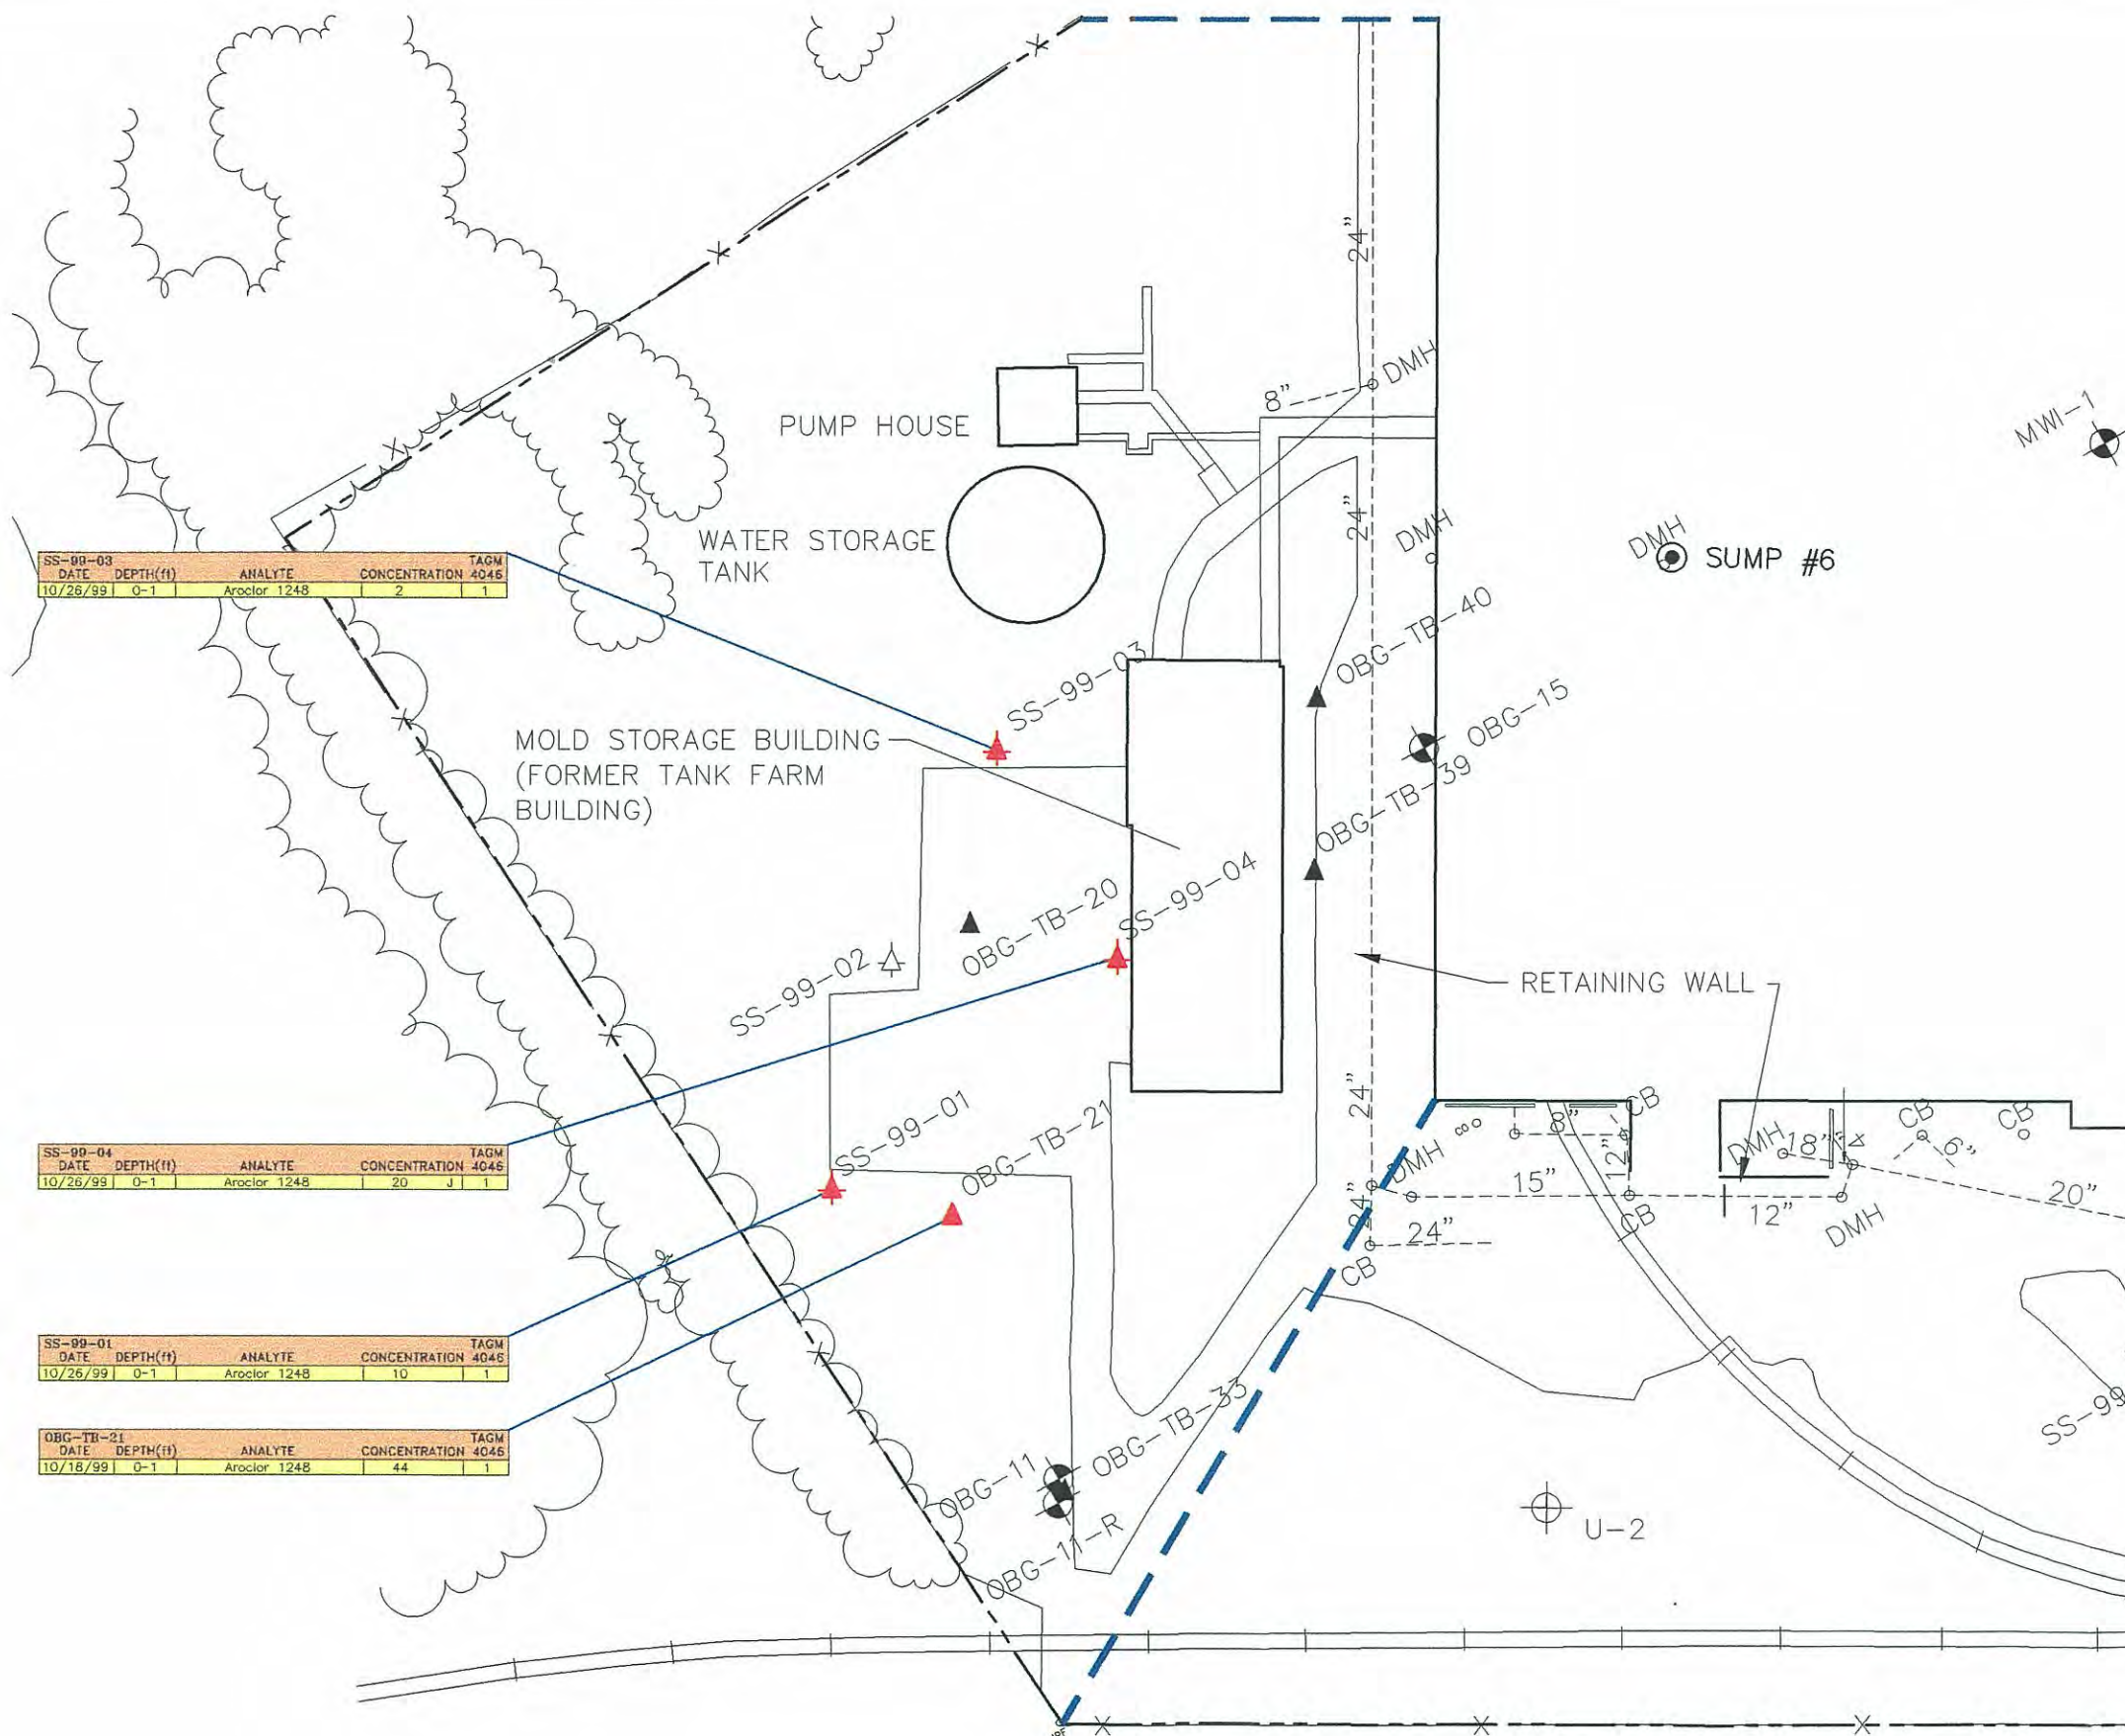 24"
DMH
8"
MWI-1
PUMP HOUSE
24"
DMH
DMH
SUMP #6
WATER STORAGE
TANK
SS-99-03 TAGM
DATE DEPTH(ft) ANALYTE CONCENTRATION 4046
10/26/99 0-1 Aroclor 1248 2 1
OBG-TB-40
SS-99-03
OBG-15
MOLD STORAGE BUILDING
(FORMER TANK FARM
BUILDING)
OBG-TB-39
SS-99-04
OBG-TB-20
SS-99-02
RETAINING WALL
24"
SS-99-01
OBG-TB-21
8"
CB
CB
CB
DMH
18"
4"
6"
12"
DMH
SS-99-04 TAGM
DATE DEPTH(ft) ANALYTE CONCENTRATION 4046
10/26/99 0-1 Aroclor 1248 20 J 1
15"
24"
20"
12"
CB
DMH
24"
CB
SS-99-01 TAGM
DATE DEPTH(ft) ANALYTE CONCENTRATION 4046
10/26/99 0-1 Aroclor 1248 10 1
OBG-TB-21 TAGM
DATE DEPTH(ft) ANALYTE CONCENTRATION 4046
10/18/99 0-1 Aroclor 1248 44 1
OBG-TB-33
SS-99
OBG-11
OBG-11-R
U-2